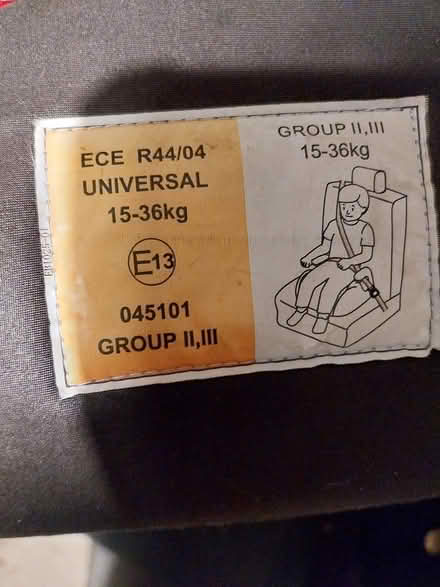 ECE R44/04
UNIVERSAL
15-36kg
E13
045101
GROUP II,III
GROUP II,III
15-36kg